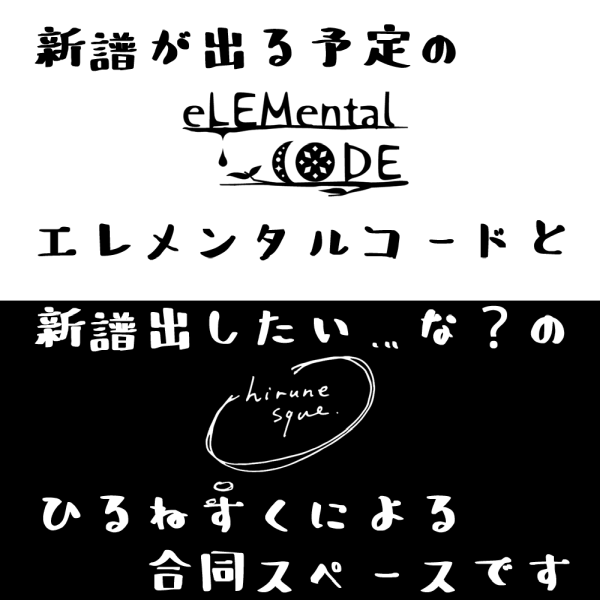 新譜が出る予定の
eLEMental
CODE
エレメンタルコードと
新譜出したい…な？の
hirune
sque.
ひるねすくによる
合同スペースです